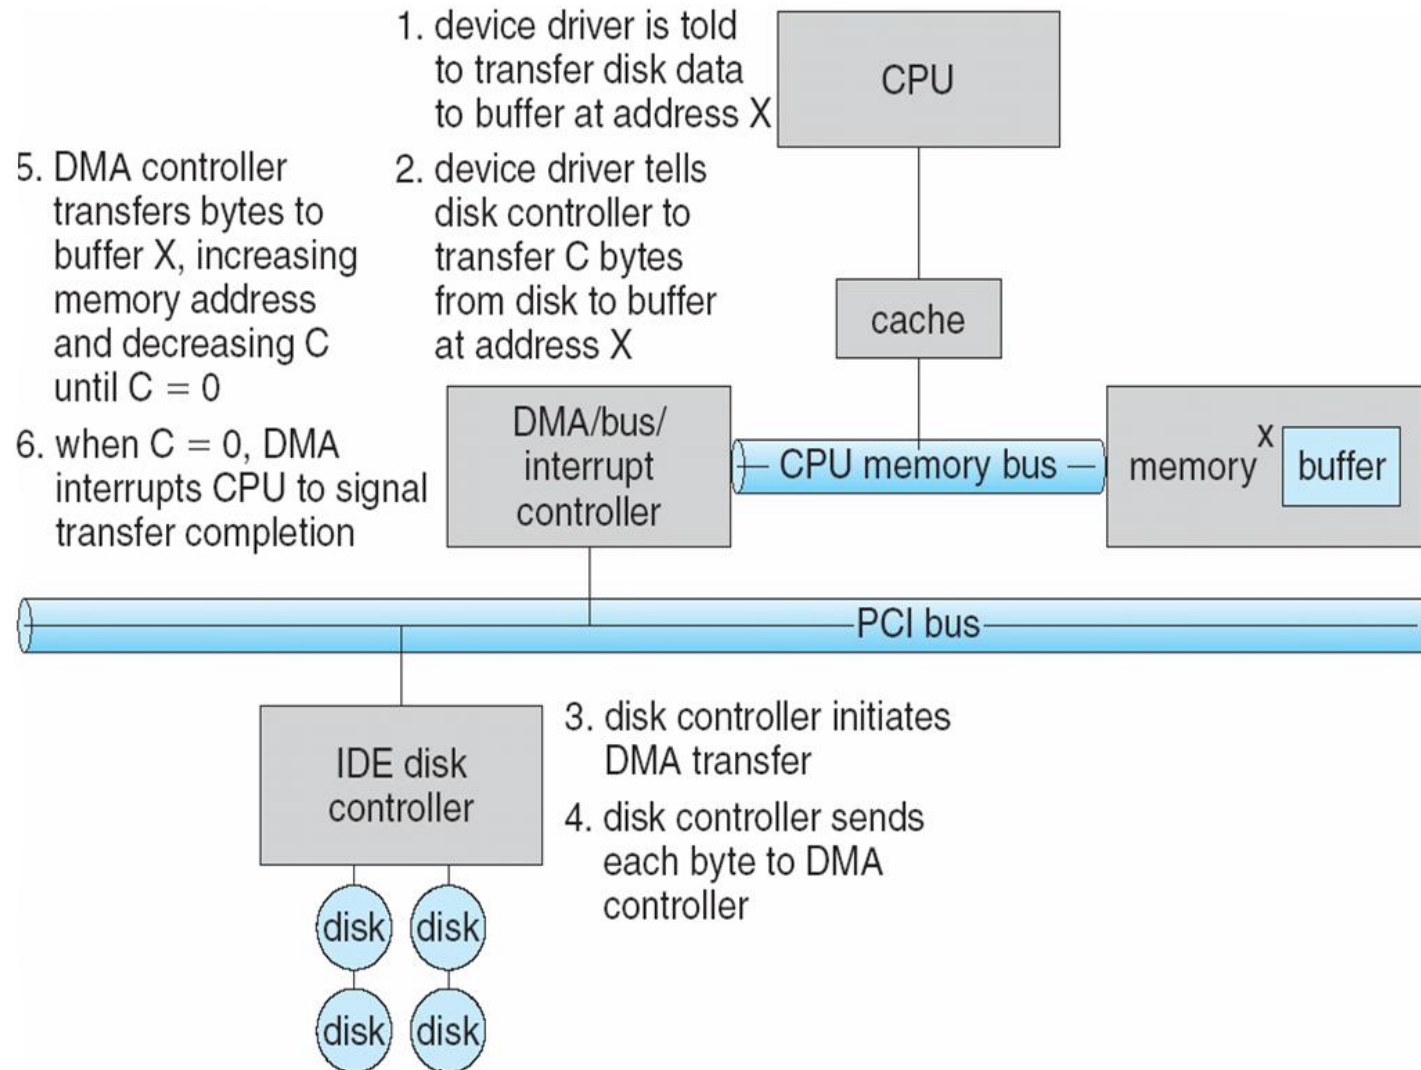 1. device driver is told
to transfer disk data
to buffer at address X
CPU
5. DMA controller
transfers bytes to
buffer X, increasing
memory address
and decreasing C
until C = 0
2. device driver tells
disk controller to
transfer C bytes
from disk to buffer
at address X
cache
6. when C = 0, DMA
interrupts CPU to signal
transfer completion
DMA/bus/
interrupt
controller
CPU memory bus
memory
X
buffer
PCI bus
IDE disk
controller
3. disk controller initiates
DMA transfer
4. disk controller sends
each byte to DMA
controller
disk
disk
disk
disk